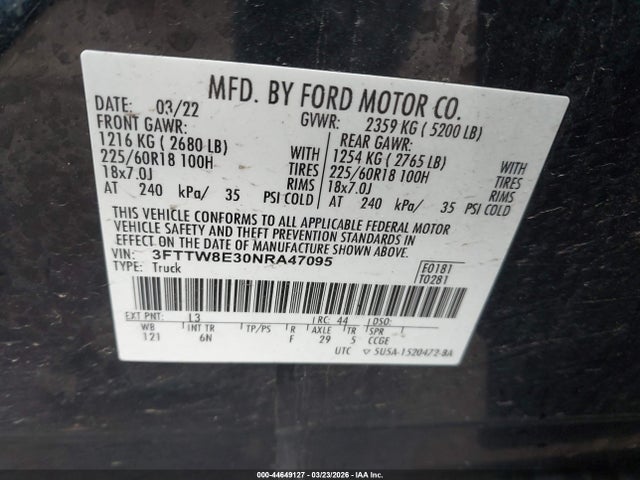 MFD. BY FORD MOTOR CO.
DATE: 03/22 GVWR: 2359 KG ( 5200 LB)
FRONT GAWR: REAR GAWR:
1216 KG ( 2680 LB) WITH 1254 KG ( 2765 LB) WITH
225/60R18 100H TIRES 225/60R18 100H TIRES
18x7.0J RIMS 18x7.0J RIMS
AT 240 kPa/ 35 PSI COLD AT 240 kPa/ 35 PSI COLD
THIS VEHICLE CONFORMS TO ALL APPLICABLE FEDERAL MOTOR
VEHICLE SAFETY AND THEFT PREVENTION STANDARDS IN
EFFECT ON THE DATE OF MANUFACTURE SHOWN ABOVE.
VIN: 3FTTW8E30NRA47095 F0181
TYPE: Truck T0281
EXT PNT: L3 RC: 44 DSO:
WB INT TR TP/PS R AXLE TR SPR
121 6N F 29 5 CCGE
UTC 5U5A-1520472-BA
000-44649127 - 03/23/2026 - IAA Inc.